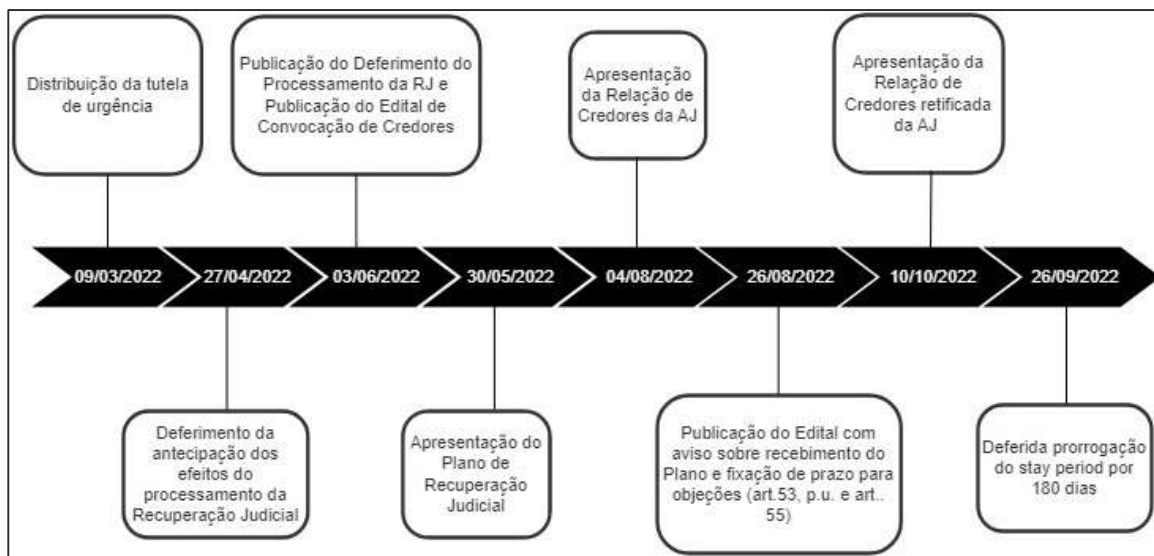 Distribuição da tutela
de urgência
Publicação do Deferimento do
Processamento da RJ e
Publicação do Edital de
Convocação de Credores
Apresentação
da Relação de
Credores da AJ
Apresentação da
Relação de
Credores retificada
da AJ
09/03/2022
27/04/2022
03/06/2022
30/05/2022
04/08/2022
26/08/2022
10/10/2022
26/09/2022
Deferimento da
antecipação dos
efeitos do
processamento da
Recuperação Judicial
Apresentação do
Plano de
Recuperação
Judicial
Publicação do Edital com
aviso sobre recebimento do
Plano e fixação de prazo para
objeções (art.53, p.u. e art..
55)
Deferida prorrogação
do stay period por
180 dias